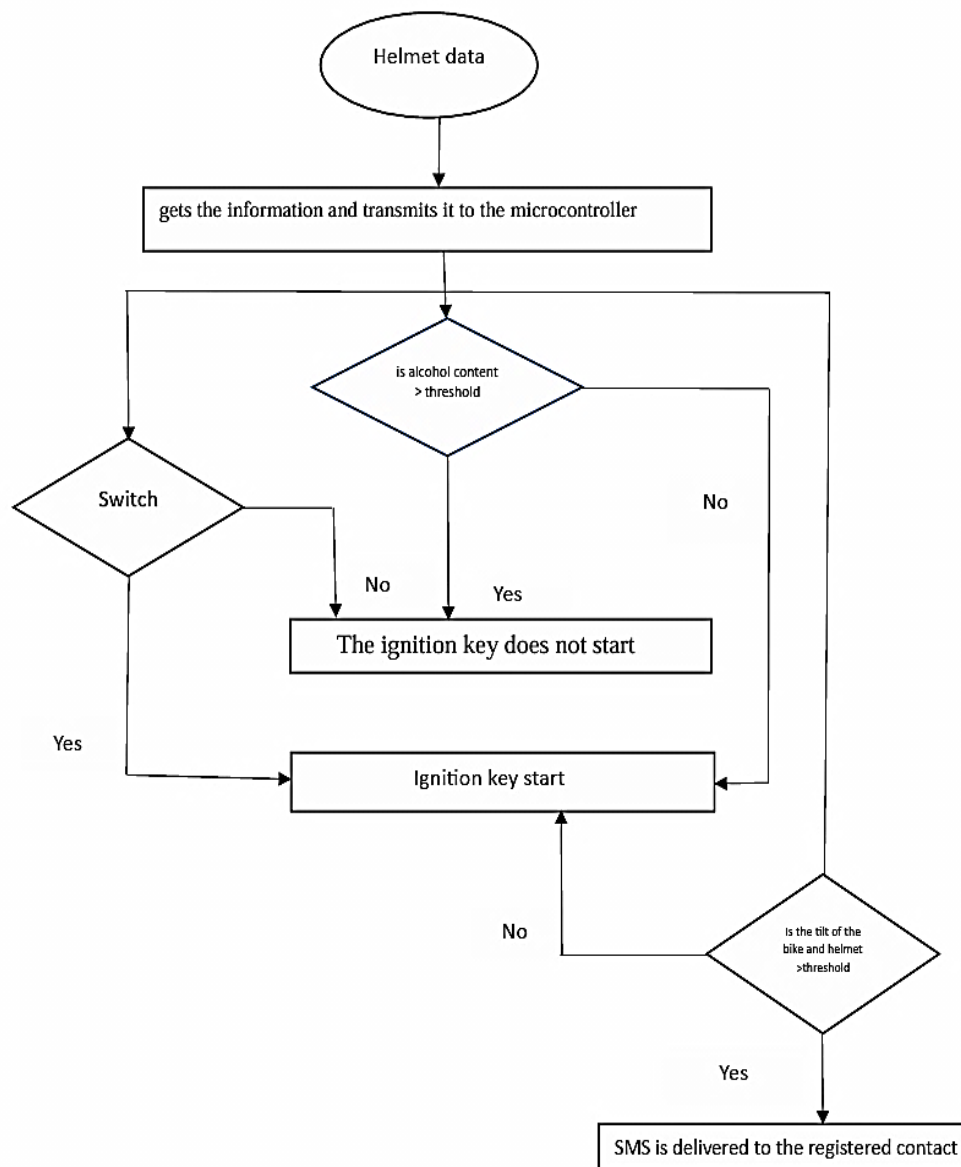 Helmet data
gets the information and transmits it to the microcontroller
is alcohol content
> threshold
Switch
No
No
Yes
The ignition key does not start
Yes
Ignition key start
No
Is the tilt of the
bike and helmet
>threshold
Yes
SMS is delivered to the registered contact